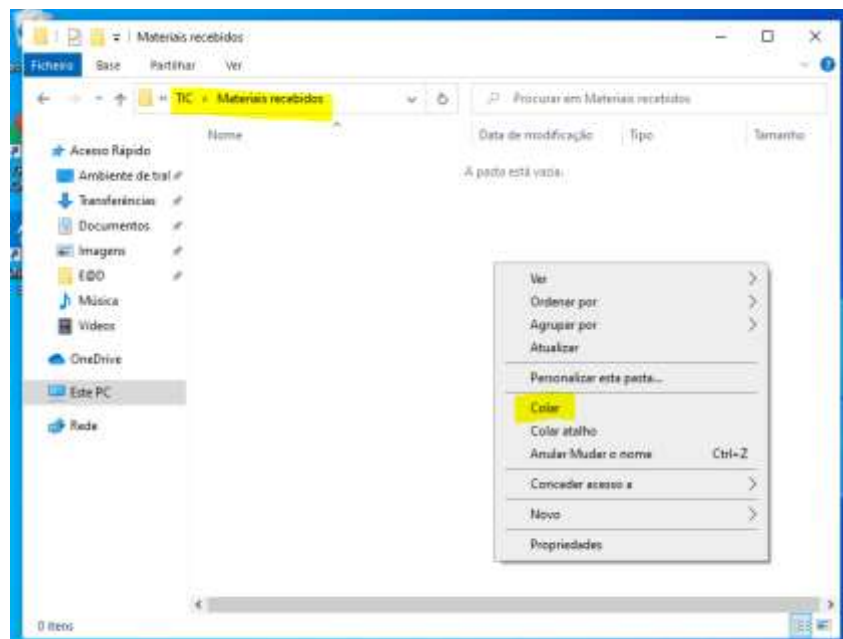 Materiais recebidos
Ficheiro Base Partilhar Ver
« TIC › Materiais recebidos
Procurar em Materiais recebidos
Nome Data de modificação Tipo Tamanho
A pasta está vazia.
Acesso Rápido
Ambiente de tral
Transferências
Documentos
Imagens
E@D
Música
Vídeos
OneDrive
Este PC
Rede
Ver
Ordenar por
Agrupar por
Atualizar
Personalizar esta pasta...
Colar
Colar atalho
Anular Mudar o nome Ctrl+Z
Conceder acesso a
Novo
Propriedades
0 itens